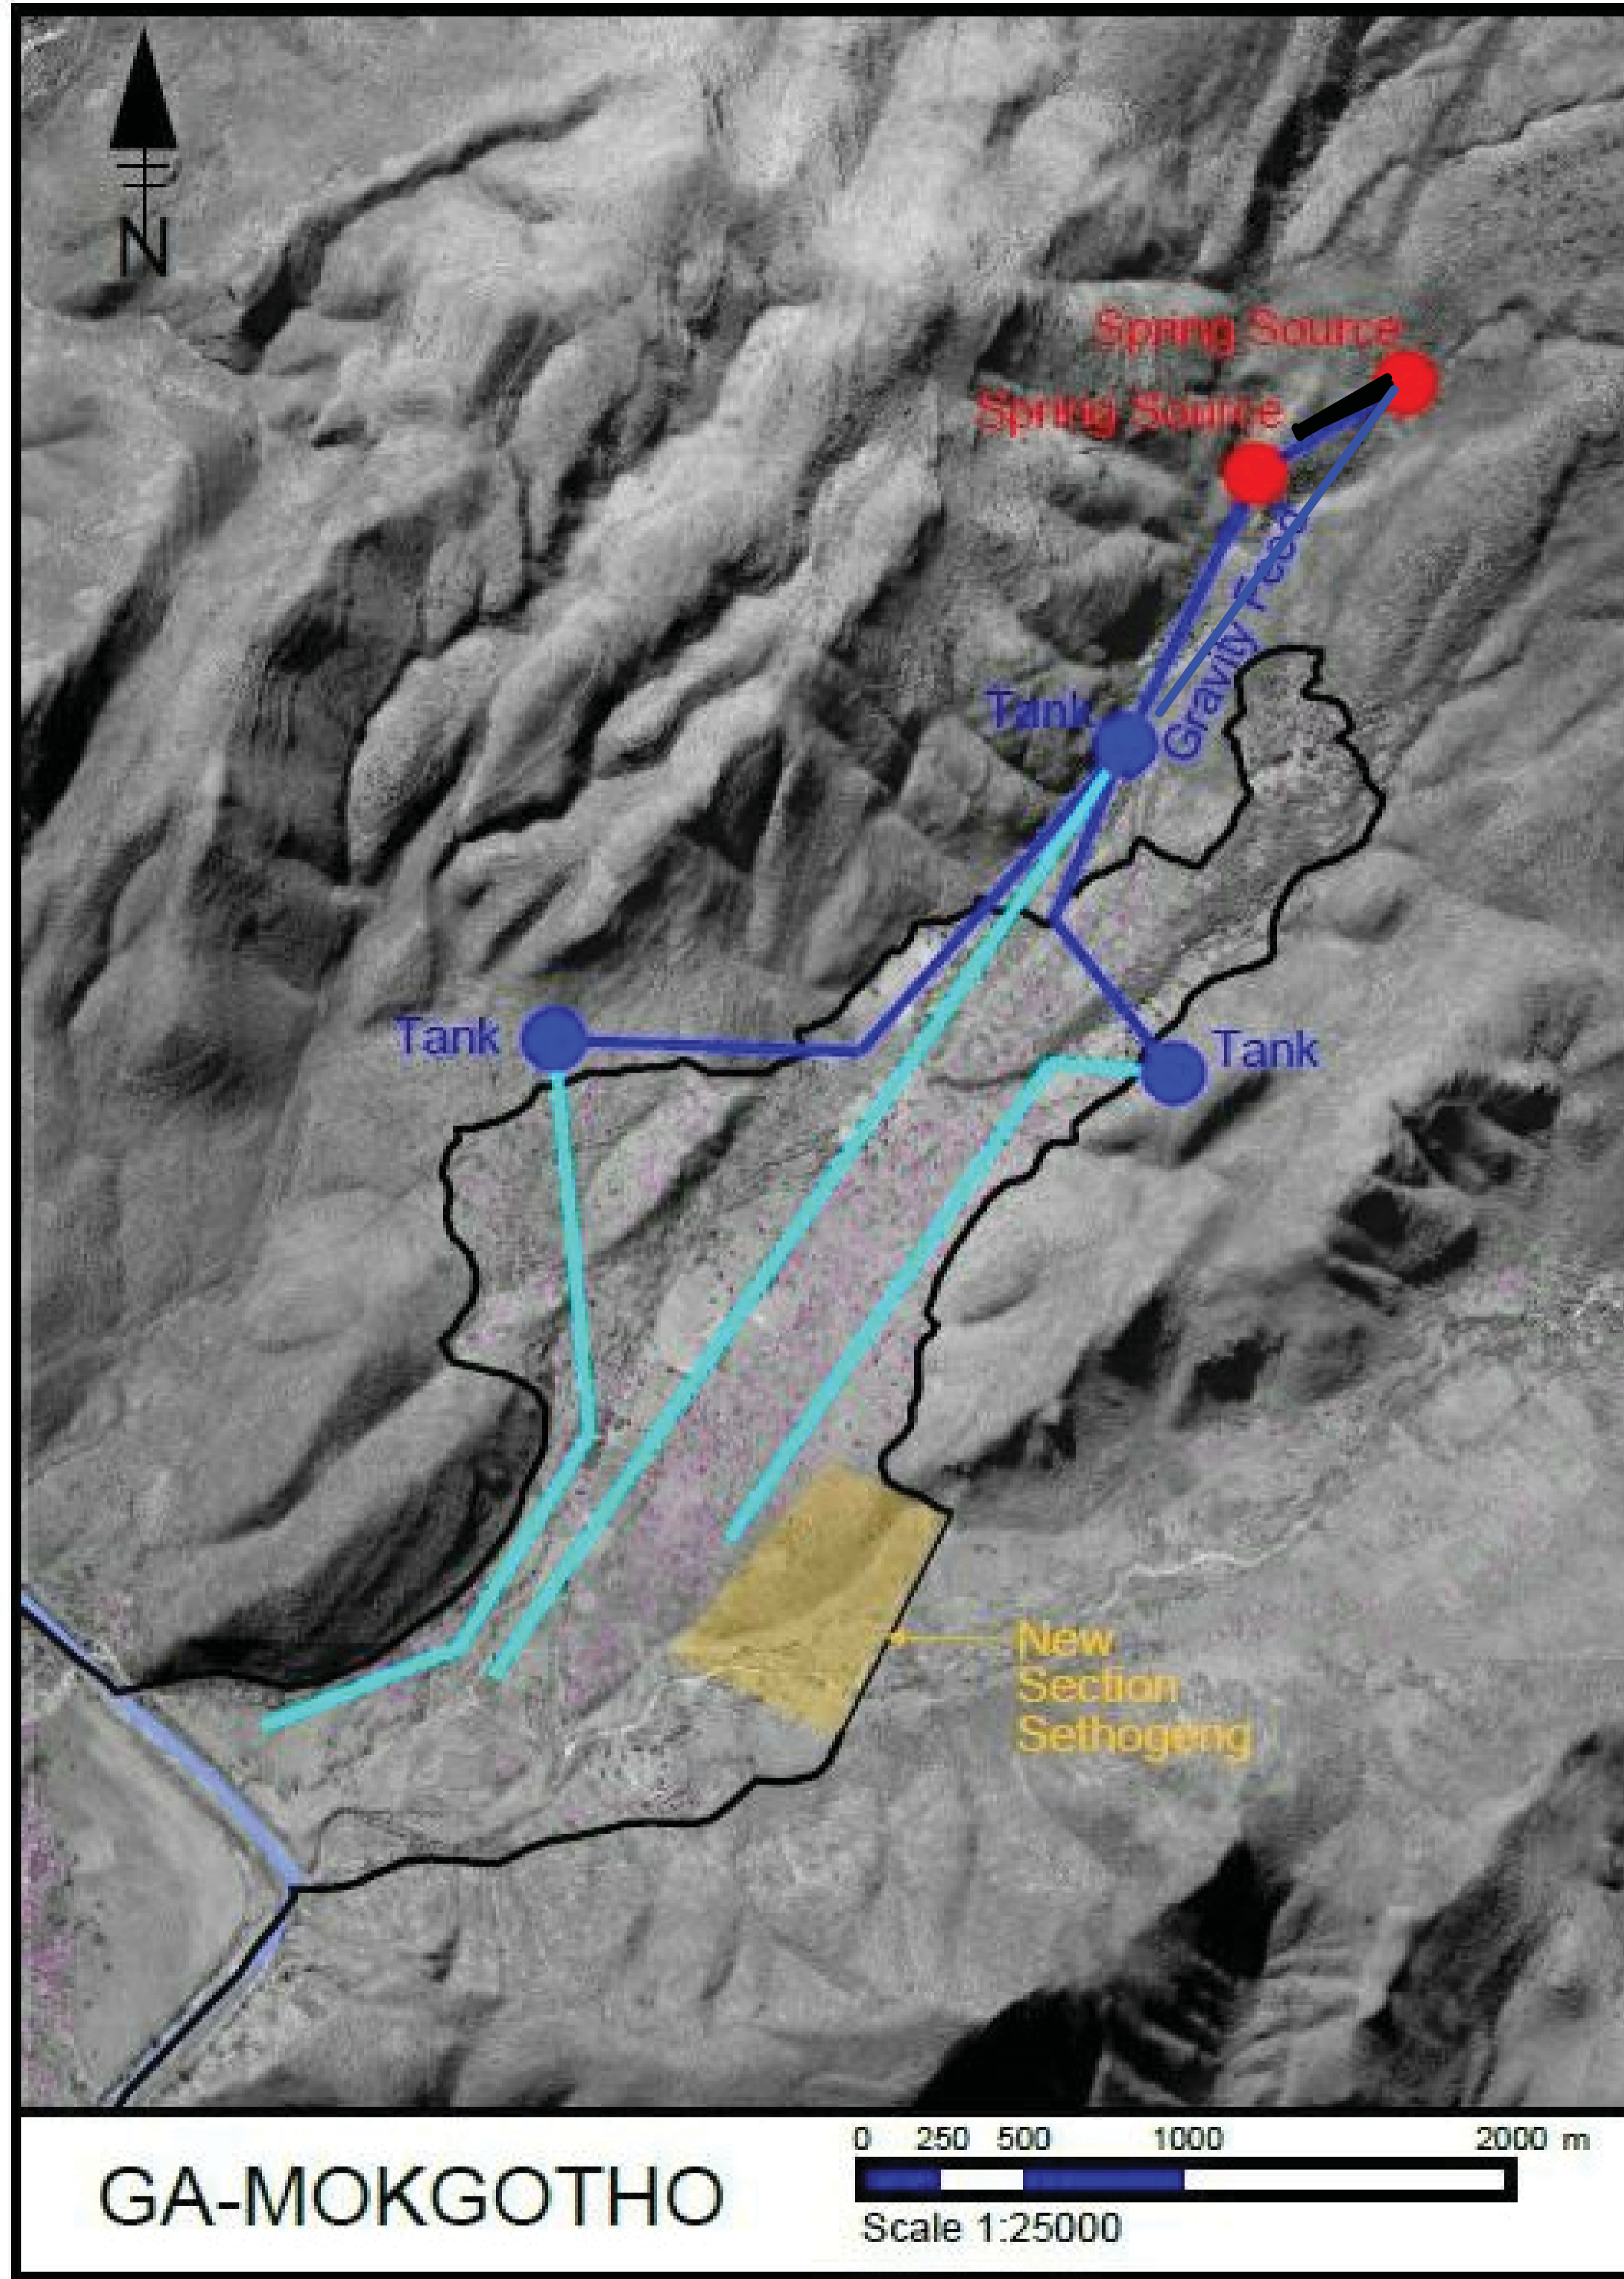 N
Spring Source
Spring Source
Gravity Feed
Tank
Tank
Tank
New
Section
Sethogeng
0 250 500 1000 2000 m
GA-MOKGOTHO
Scale 1:25000